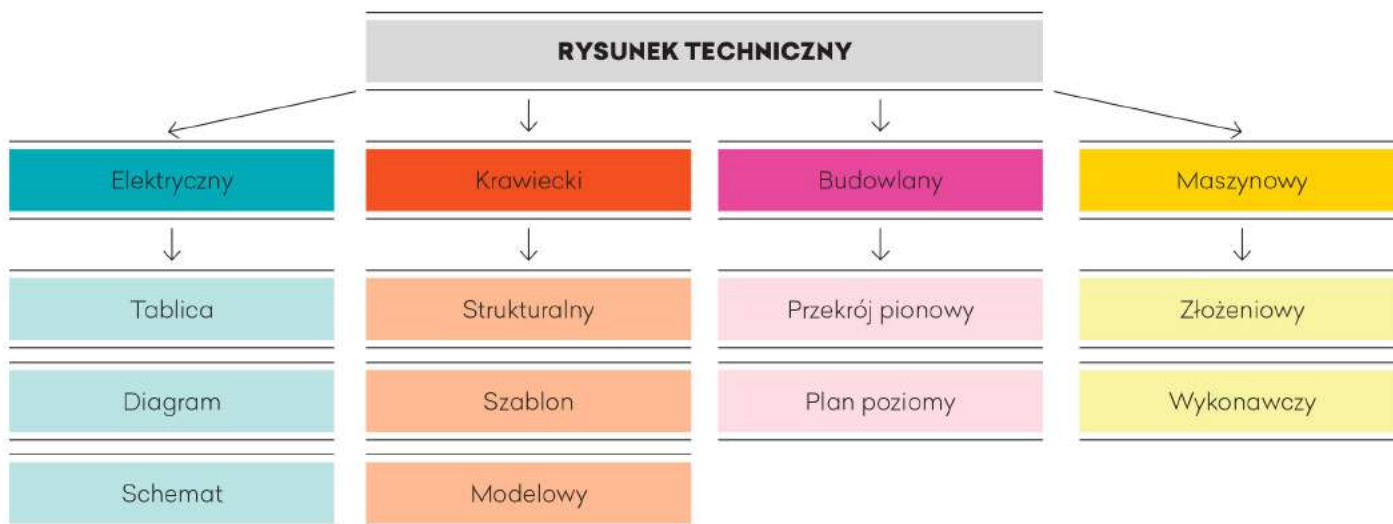 RYSUNEK TECHNICZNY
Elektryczny
Krawiecki
Budowlany
Maszynowy
Tablica
Strukturalny
Przekrój pionowy
Złożeniowy
Diagram
Szablon
Plan poziomy
Wykonawczy
Schemat
Modelowy